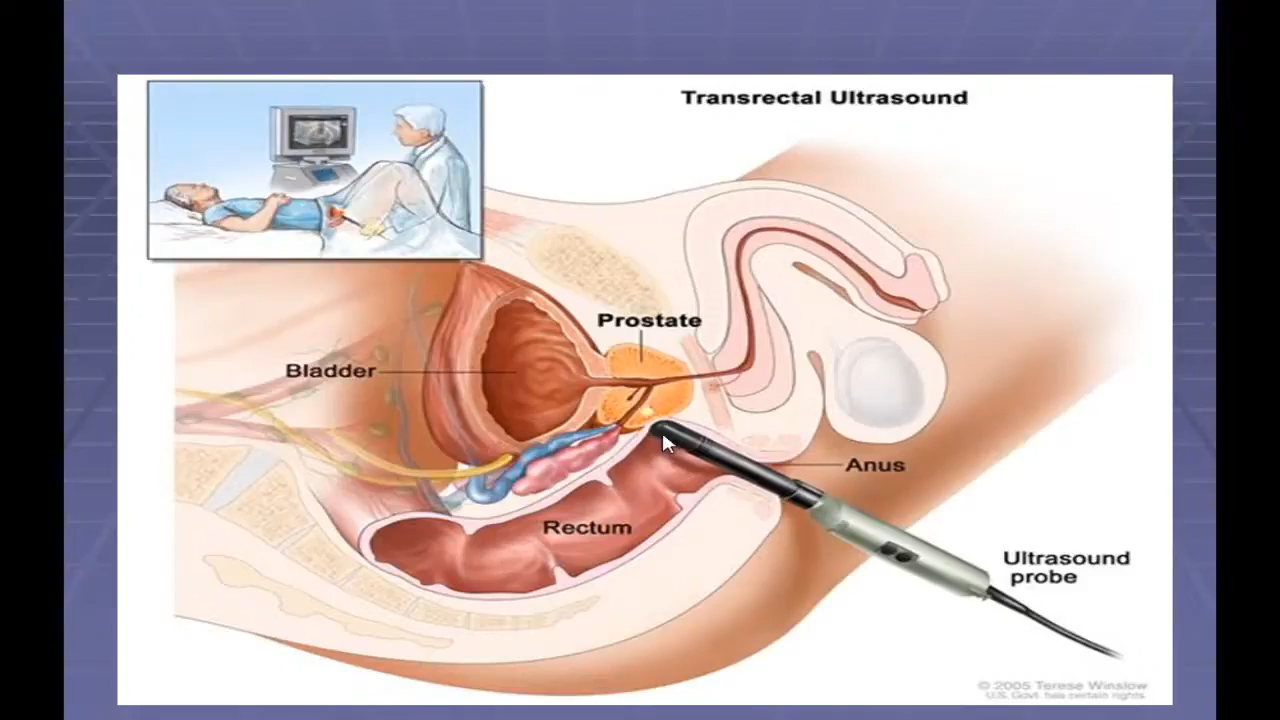 Transrectal Ultrasound
Prostate
Bladder
Anus
Rectum
Ultrasound
probe
© 2005 Terese Winslow
U.S. Govt. has certain rights